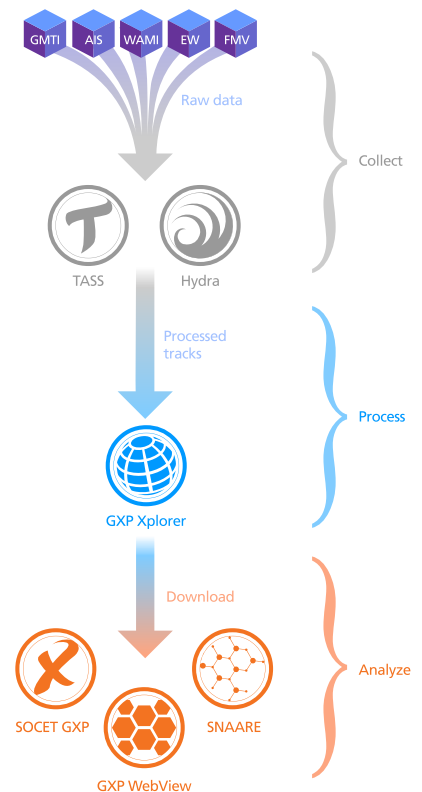 GMTI AIS WAMI EW FMV
Raw data
Collect
TASS Hydra
Processed
tracks
Process
GXP Xplorer
Download
Analyze
SOCET GXP SNAARE
GXP WebView